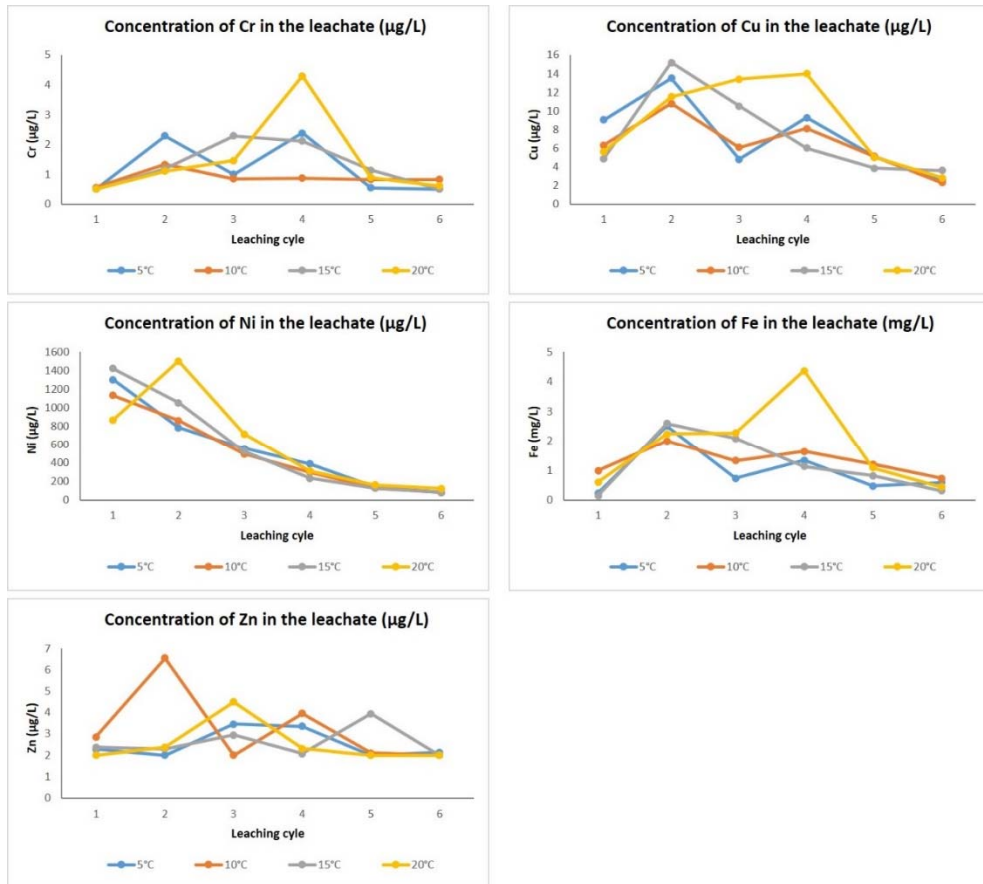 Concentration of Cr in the leachate (µg/L)
5
4
3
2
1
0
Cr (µg/L)
1 2 3 4 5 6
Leaching cyle
5°C 10°C 15°C 20°C
Concentration of Cu in the leachate (µg/L)
16
14
12
10
8
6
4
2
0
Cu (µg/L)
1 2 3 4 5 6
Leaching cyle
5°C 10°C 15°C 20°C
Concentration of Ni in the leachate (µg/L)
1600
1400
1200
1000
800
600
400
200
0
Ni (µg/L)
1 2 3 4 5 6
Leaching cyle
5°C 10°C 15°C 20°C
Concentration of Fe in the leachate (mg/L)
5
4
3
2
1
0
Fe (mg/L)
1 2 3 4 5 6
Leaching cyle
5°C 10°C 15°C 20°C
Concentration of Zn in the leachate (µg/L)
7
6
5
4
3
2
1
0
Zn (µg/L)
1 2 3 4 5 6
Leaching cyle
5°C 10°C 15°C 20°C